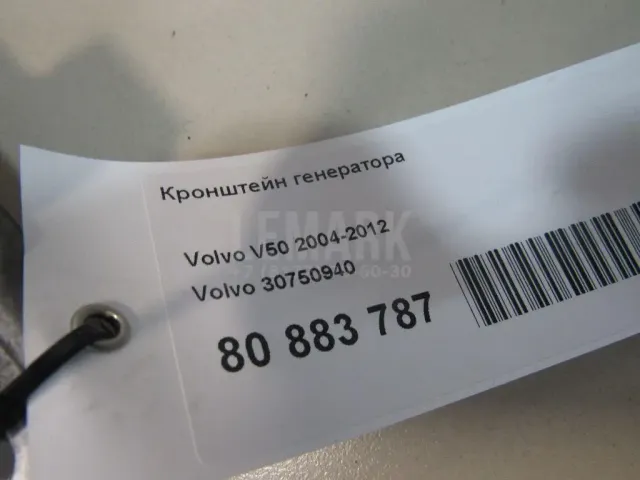 Кронштейн генератора
Volvo V50 2004-2012
Volvo 30750940
80 883 787